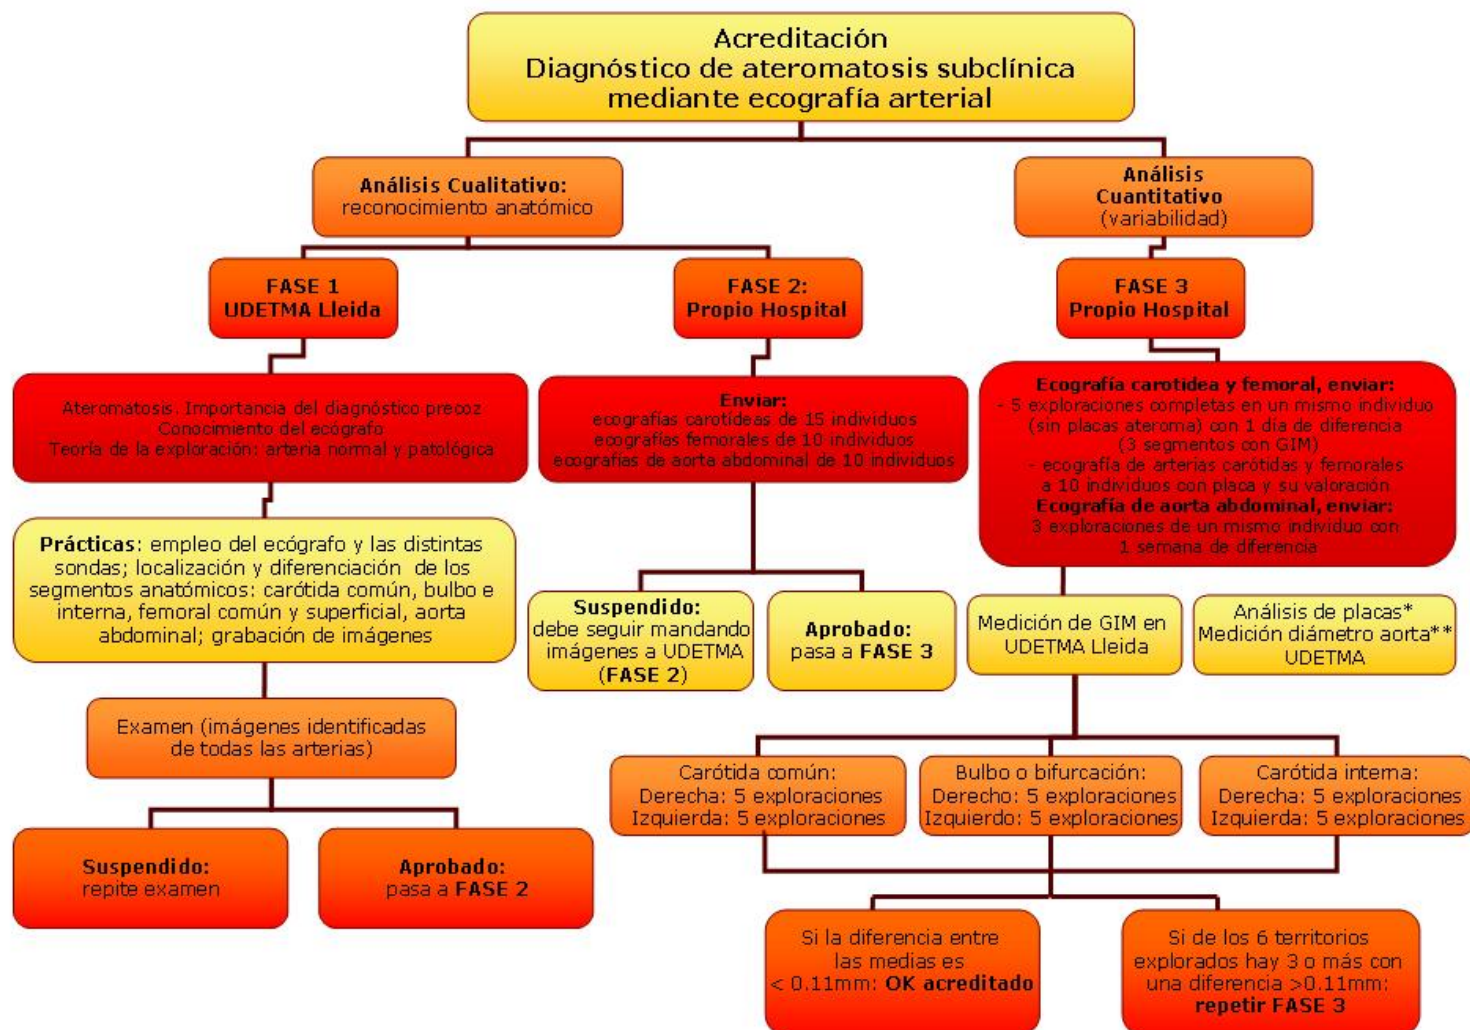 Acreditación
Diagnóstico de ateromatosis subclínica
mediante ecografía arterial
Análisis Cualitativo:
reconocimiento anatómico
Análisis
Cuantitativo
(variabilidad)
FASE 1
UDETMA Lleida
FASE 2:
Propio Hospital
FASE 3
Propio Hospital
Ateromatosis. Importancia del diagnóstico precoz
Conocimiento del ecógrafo
Teoría de la exploración: arteria normal y patológica
Enviar:
ecografías carotídeas de 15 individuos
ecografías femorales de 10 individuos
ecografías de aorta abdominal de 10 individuos
Ecografía carotidea y femoral, enviar:
- 5 exploraciones completas en un mismo individuo
(sin placas ateroma) con 1 día de diferencia
(3 segmentos con GIM)
- ecografía de arterias carótidas y femorales
a 10 individuos con placa y su valoración
Ecografía de aorta abdominal, enviar:
3 exploraciones de un mismo individuo con
1 semana de diferencia
Prácticas: empleo del ecógrafo y las distintas
sondas; localización y diferenciación de los
segmentos anatómicos: carótida común, bulbo e
interna, femoral común y superficial, aorta
abdominal; grabación de imágenes
Suspendido:
debe seguir mandando
imágenes a UDETMA
(FASE 2)
Aprobado:
pasa a FASE 3
Medición de GIM en
UDETMA Lleida
Análisis de placas*
Medición diámetro aorta**
UDETMA
Examen (imágenes identificadas
de todas las arterias)
Carótida común:
Derecha: 5 exploraciones
Izquierda: 5 exploraciones
Bulbo o bifurcación:
Derecho: 5 exploraciones
Izquierdo: 5 exploraciones
Carótida interna:
Derecha: 5 exploraciones
Izquierda: 5 exploraciones
Suspendido:
repite examen
Aprobado:
pasa a FASE 2
Si la diferencia entre
las medias es
< 0.11mm: OK acreditado
Si de los 6 territorios
explorados hay 3 o más con
una diferencia >0.11mm:
repetir FASE 3